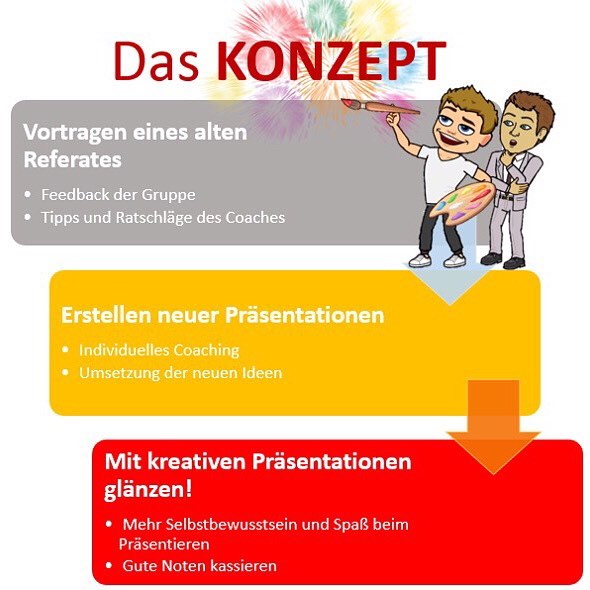 Das KONZEPT
Vortragen eines alten
Referates
• Feedback der Gruppe
• Tipps und Ratschläge des Coaches
Erstellen neuer Präsentationen
• Individuelles Coaching
• Umsetzung der neuen Ideen
Mit kreativen Präsentationen
glänzen!
• Mehr Selbstbewusstsein und Spaß beim
Präsentieren
• Gute Noten kassieren